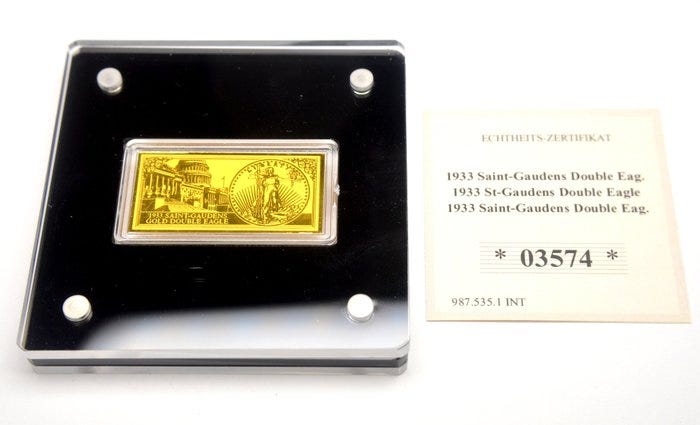 LIBERTY
1933 SAINT-GAUDENS
GOLD DOUBLE EAGLE
ECHTHEITS-ZERTIFIKAT
1933 Saint-Gaudens Double Eag.
1933 St-Gaudens Double Eagle
1933 Saint-Gaudens Double Eag.
* 03574 *
987.535.1 INT